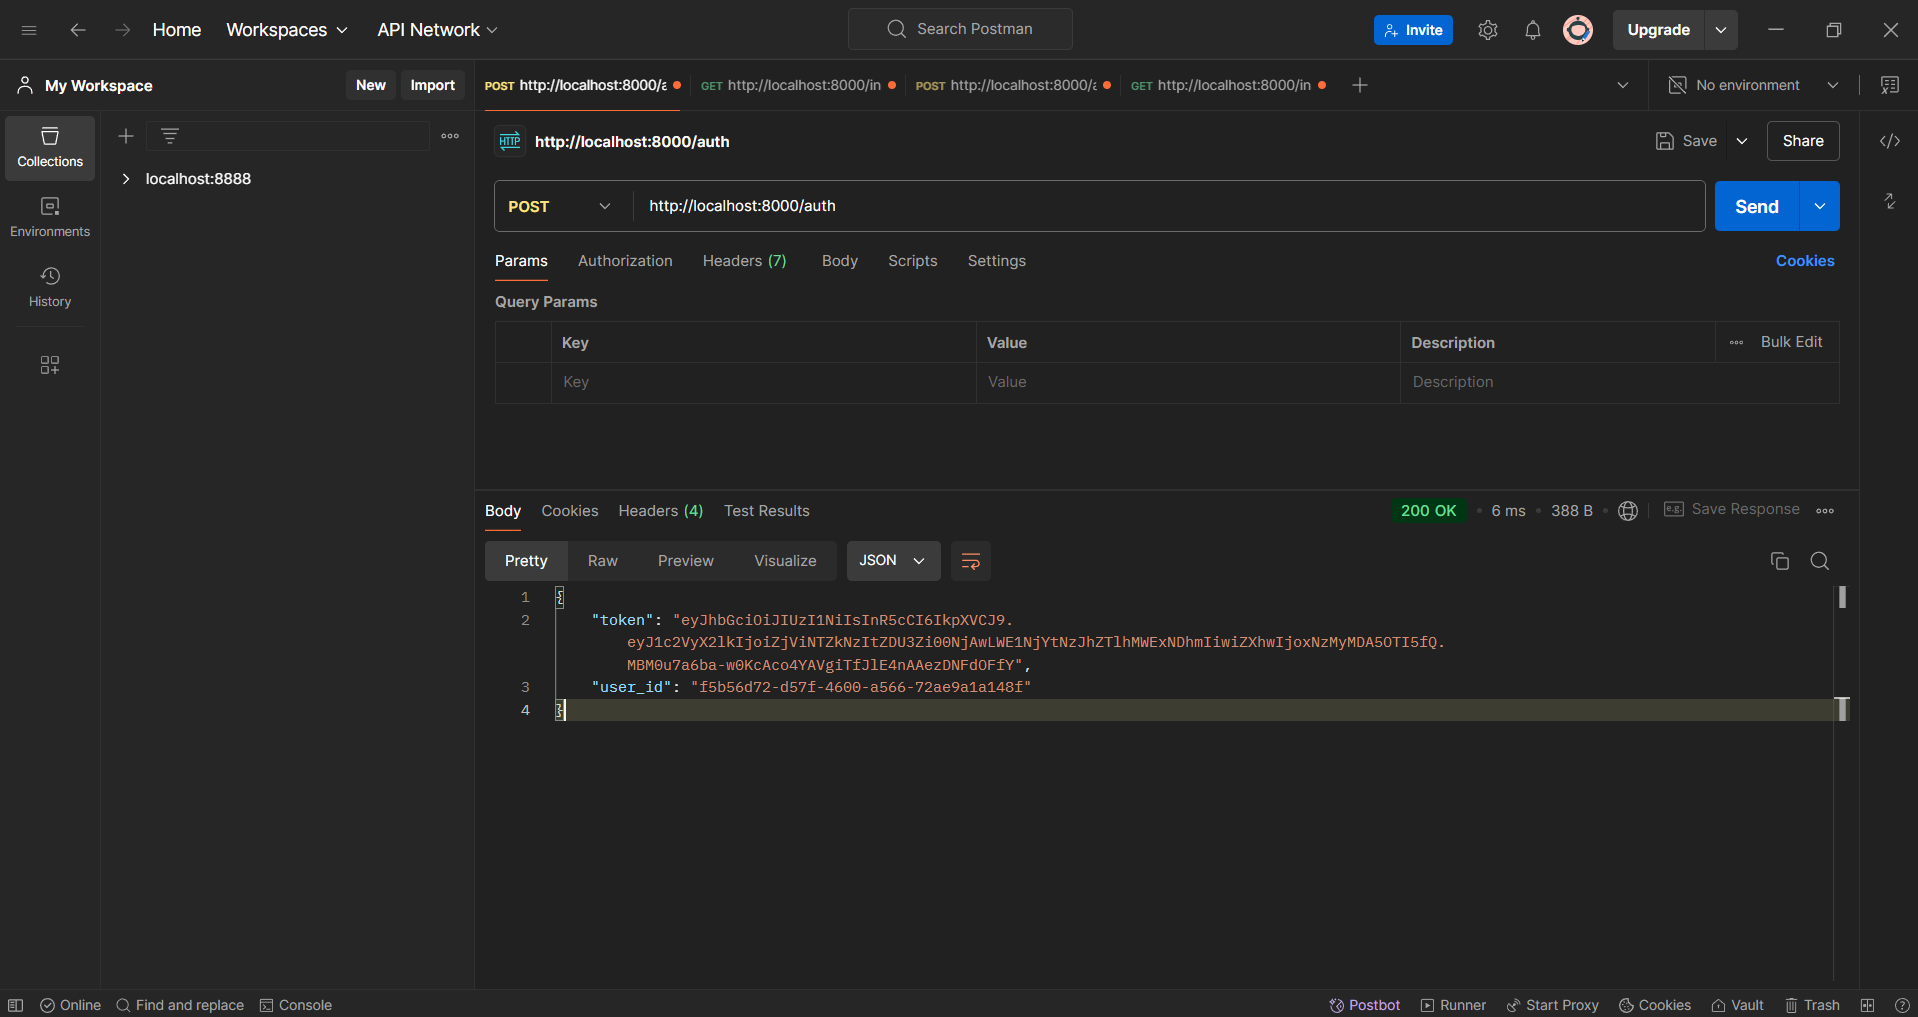 Home
Workspaces
API Network
Search Postman
Invite
Upgrade
My Workspace
New
Import
POST http://localhost:8000/a
GET http://localhost:8000/in
POST http://localhost:8000/a
GET http://localhost:8000/in
No environment
Collections
Environments
History
localhost:8888
HTTP http://localhost:8000/auth
Save
Share
POST
http://localhost:8000/auth
Send
Params
Authorization
Headers (7)
Body
Scripts
Settings
Cookies
Query Params
Key
Value
Description
Bulk Edit
Key
Value
Description
Body
Cookies
Headers (4)
Test Results
200 OK
6 ms
388 B
e.g. Save Response
Pretty
Raw
Preview
Visualize
JSON
1 {
2 "token": "eyJhbGciOiJIUzI1NiIsInR5cCI6IkpXVCJ9.
eyJ1c2VyX2lkIjoiZjViNTZkNzItZDU3Zi00NjAwLWE1NjYtNzJhZTlhMWExNDhmIiwiZXhwIjoxNzMyMDA5OTI5fQ.
MBM0u7a6ba-w0KcAco4YAVgiTfJlE4nAAezDNFdOFfY",
3 "user_id": "f5b56d72-d57f-4600-a566-72ae9a1a148f"
4 }
Online
Find and replace
Console
Postbot
Runner
Start Proxy
Cookies
Vault
Trash